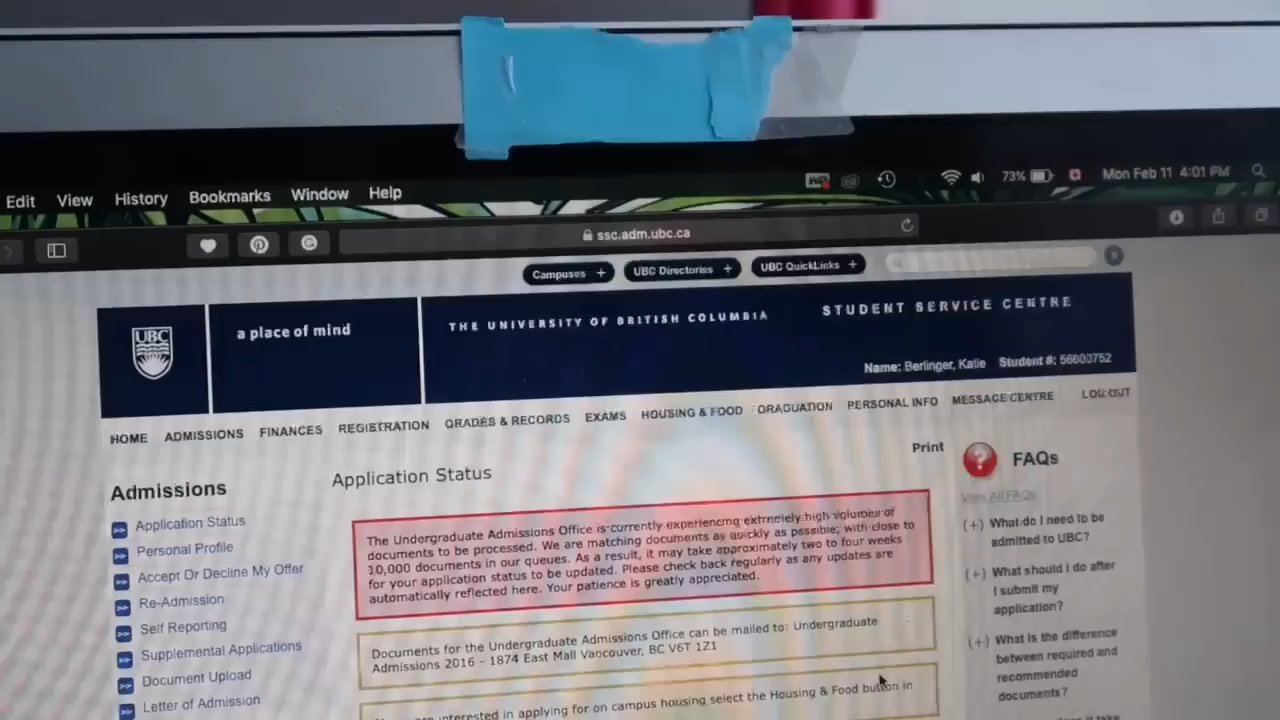 Edit View History Bookmarks Window Help
73% Mon Feb 11 4:01 PM
ssc.adm.ubc.ca
Campuses + UBC Directories + UBC QuickLinks +
UBC
a place of mind
THE UNIVERSITY OF BRITISH COLUMBIA
STUDENT SERVICE CENTRE
Name: Berlinger, Katie Student #: 56600752
HOME ADMISSIONS FINANCES REGISTRATION GRADES & RECORDS EXAMS HOUSING & FOOD GRADUATION PERSONAL INFO MESSAGE CENTRE LOG OUT
Print
Admissions
Application Status
Personal Profile
Accept Or Decline My Offer
Re-Admission
Self Reporting
Supplemental Applications
Document Upload
Letter of Admission
Application Status
The Undergraduate Admissions Office is currently experiencing extremely high volumes of
documents to be processed. We are matching documents as quickly as possible; with close to
10,000 documents in our queues. As a result, it may take approximately two to four weeks
for your application status to be updated. Please check back regularly as any updates are
automatically reflected here. Your patience is greatly appreciated.
Documents for the Undergraduate Admissions Office can be mailed to: Undergraduate
Admissions 2016 - 1874 East Mall Vancouver, BC V6T 1Z1
interested in applying for on campus housing select the Housing & Food button in
FAQs
View All FAQs
(+) What do I need to be
admitted to UBC?
(+) What should I do after
I submit my
application?
(+) What is the difference
between required and
recommended
documents?